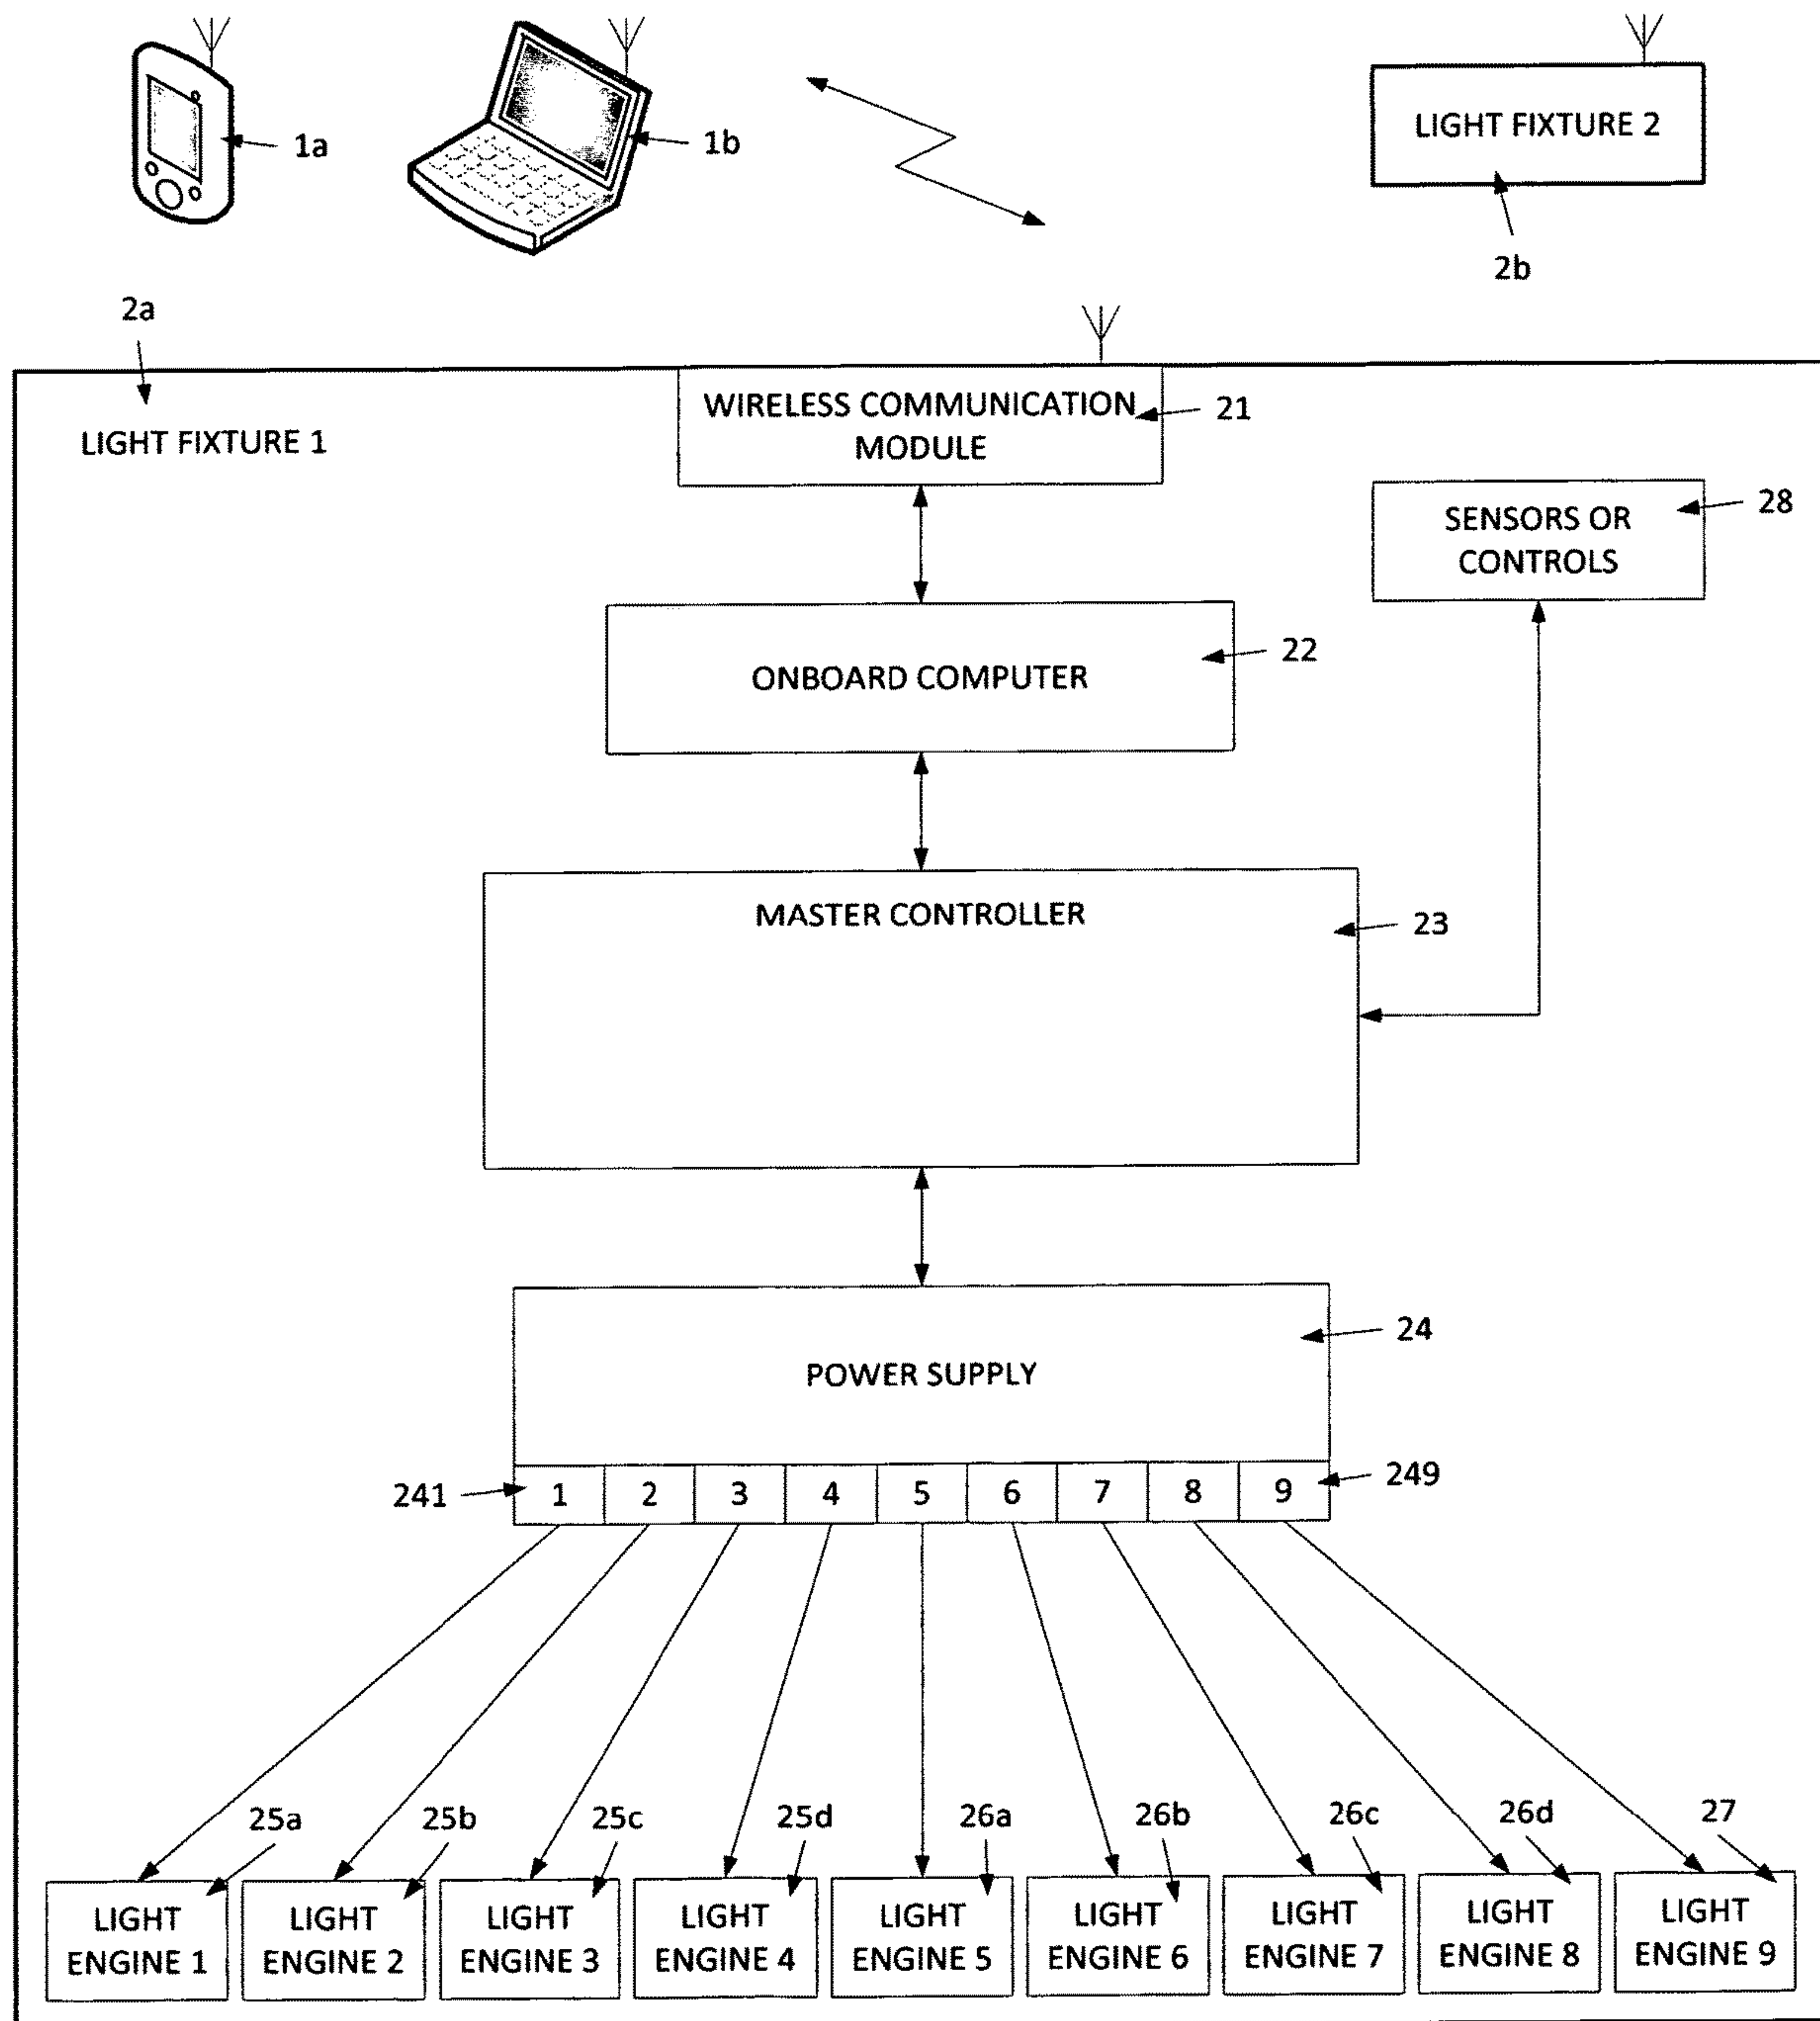 1a
1b
LIGHT FIXTURE 2
2b
2a
LIGHT FIXTURE 1
WIRELESS COMMUNICATION
MODULE
21
SENSORS OR
CONTROLS
28
ONBOARD COMPUTER
22
MASTER CONTROLLER
23
POWER SUPPLY
24
241
1 2 3 4 5 6 7 8 9
249
25a
25b
25c
25d
26a
26b
26c
26d
27
LIGHT
ENGINE 1
LIGHT
ENGINE 2
LIGHT
ENGINE 3
LIGHT
ENGINE 4
LIGHT
ENGINE 5
LIGHT
ENGINE 6
LIGHT
ENGINE 7
LIGHT
ENGINE 8
LIGHT
ENGINE 9